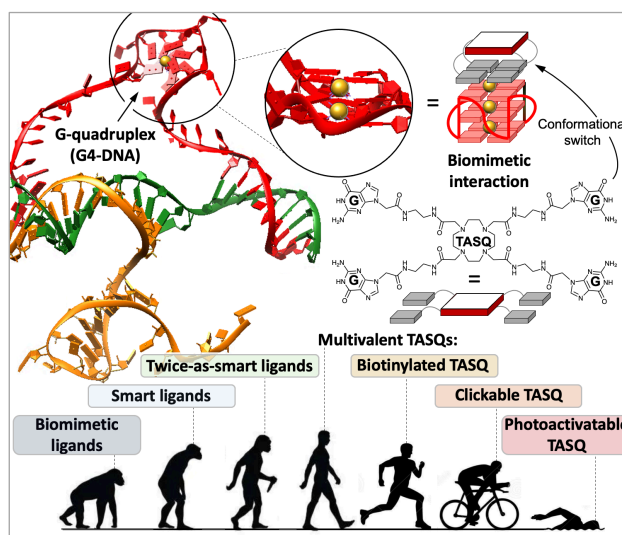 G-quadruplex
(G4-DNA)
=
Biomimetic
interaction
Conformational
switch
G
G
TASQ
G
G
=
Multivalent TASQs:
Twice-as-smart ligands
Biotinylated TASQ
Smart ligands
Clickable TASQ
Biomimetic
ligands
Photoactivatable
TASQ